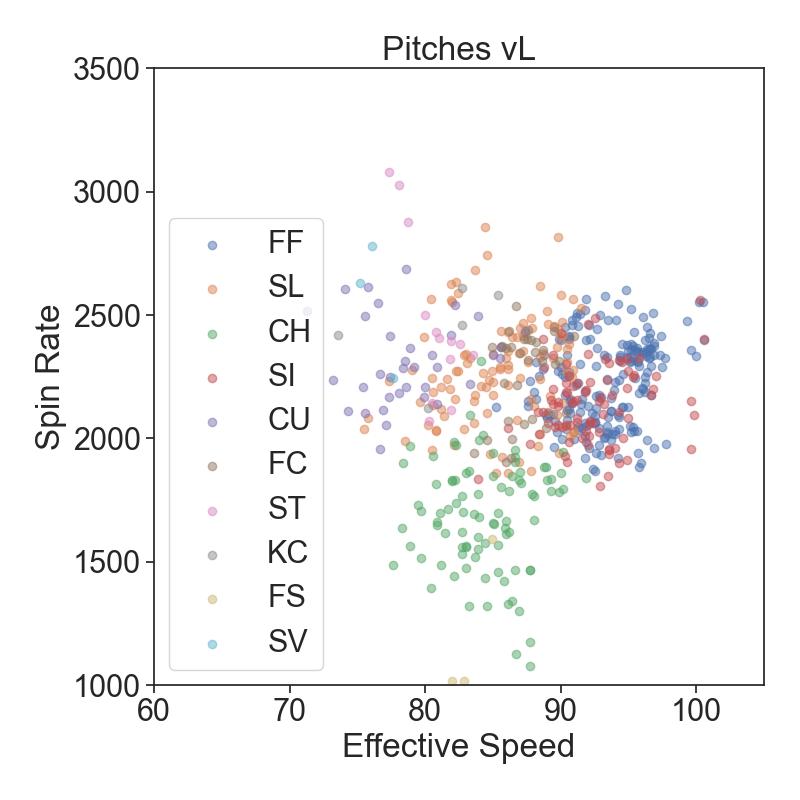 Pitches vL
3500
3000
2500
2000
1500
1000
Spin Rate
FF
SL
CH
SI
CU
FC
ST
KC
FS
SV
60 70 80 90 100
Effective Speed